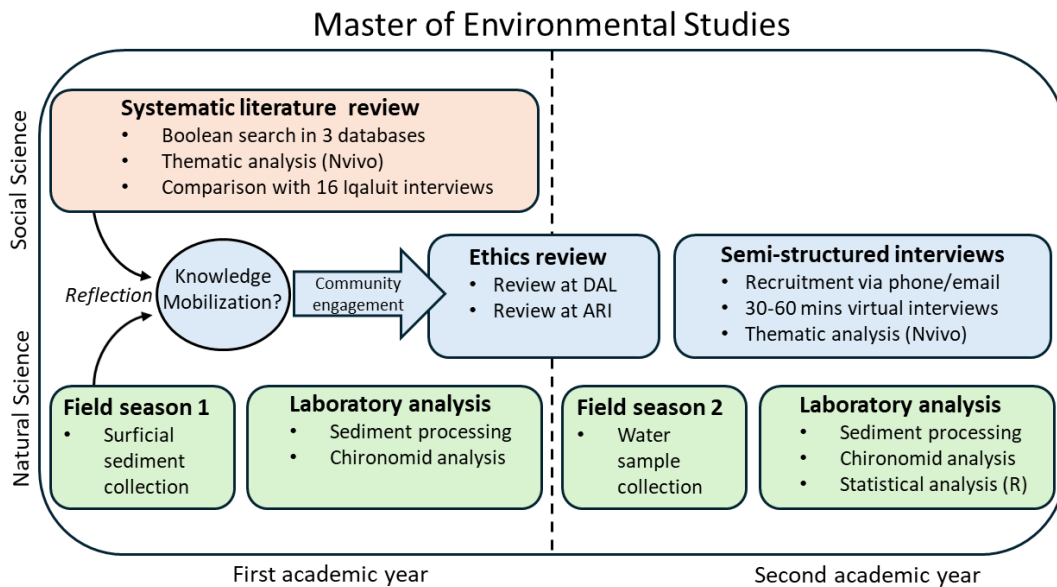 Master of Environmental Studies
Social Science
Natural Science
Systematic literature review
• Boolean search in 3 databases
• Thematic analysis (Nvivo)
• Comparison with 16 Iqaluit interviews
Reflection
Knowledge
Mobilization?
Community
engagement
Ethics review
• Review at DAL
• Review at ARI
Semi-structured interviews
• Recruitment via phone/email
• 30-60 mins virtual interviews
• Thematic analysis (Nvivo)
Field season 1
• Surficial
sediment
collection
Laboratory analysis
• Sediment processing
• Chironomid analysis
Field season 2
• Water
sample
collection
Laboratory analysis
• Sediment processing
• Chironomid analysis
• Statistical analysis (R)
First academic year
Second academic year